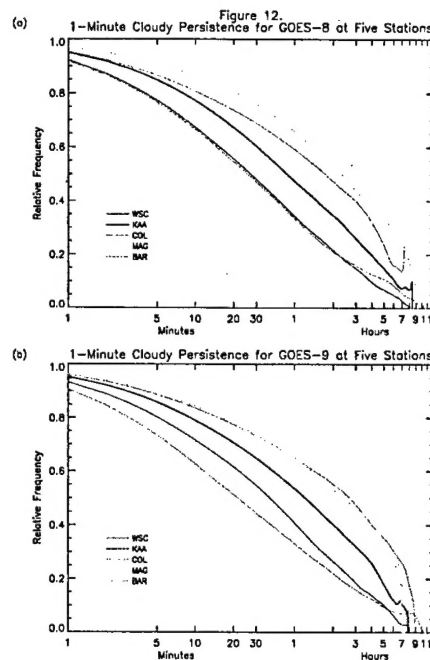 Figure 12.
(a)
1-Minute Cloudy Persistence for GOES-8 at Five Stations
Relative Frequency
1.0
0.8
0.6
0.4
0.2
0.0
WSC
KAA
COL
MAG
BAR
1 5 10 20 30 1 3 5 7 9 11
Minutes Hours
(b)
1-Minute Cloudy Persistence for GOES-9 at Five Stations
Relative Frequency
1.0
0.8
0.6
0.4
0.2
0.0
WSC
KAA
COL
MAG
BAR
1 5 10 20 30 1 3 5 7 9 11
Minutes Hours